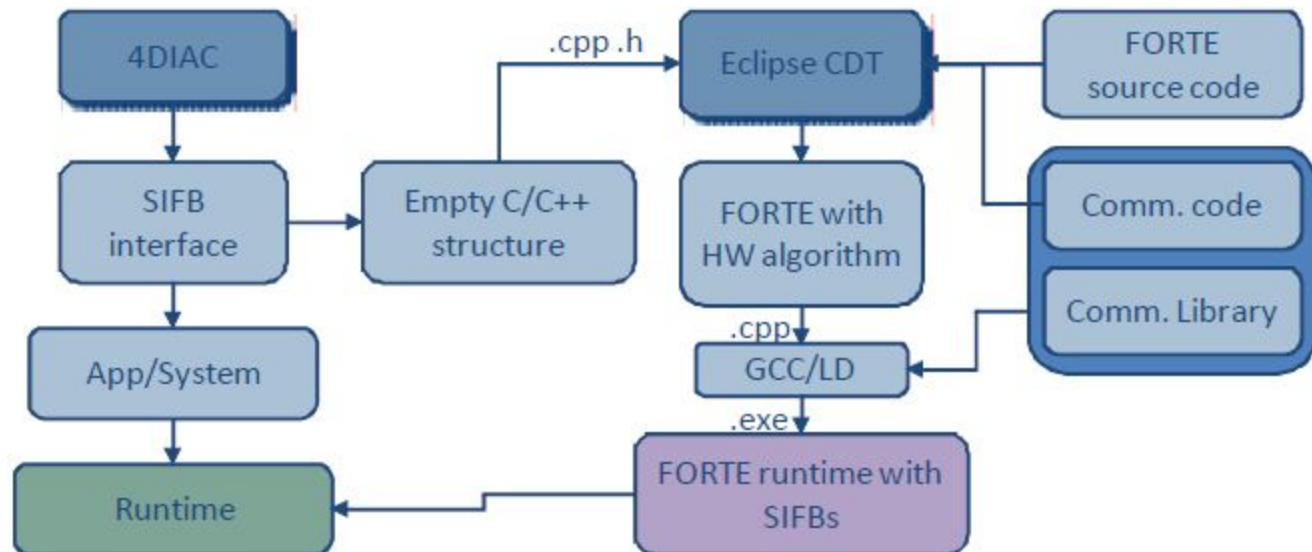 4DIAC
.cpp .h
Eclipse CDT
FORTE
source code
SIFB
interface
Empty C/C++
structure
FORTE with
HW algorithm
Comm. code
Comm. Library
.cpp
App/System
GCC/LD
.exe
Runtime
FORTE runtime with
SIFBs